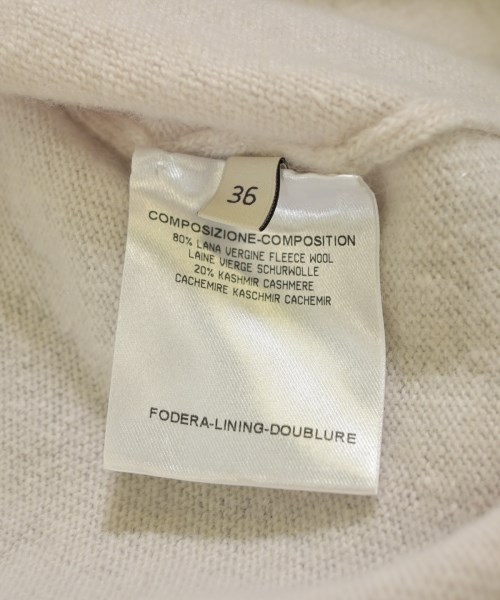 36
COMPOSIZIONE-COMPOSITION
80% LANA VERGINE FLEECE WOOL
LAINE VIERGE SCHURWOLLE
20% KASHMIR CASHMERE
CACHEMIRE KASCHMIR CACHEMIR
FODERA-LINING-DOUBLURE